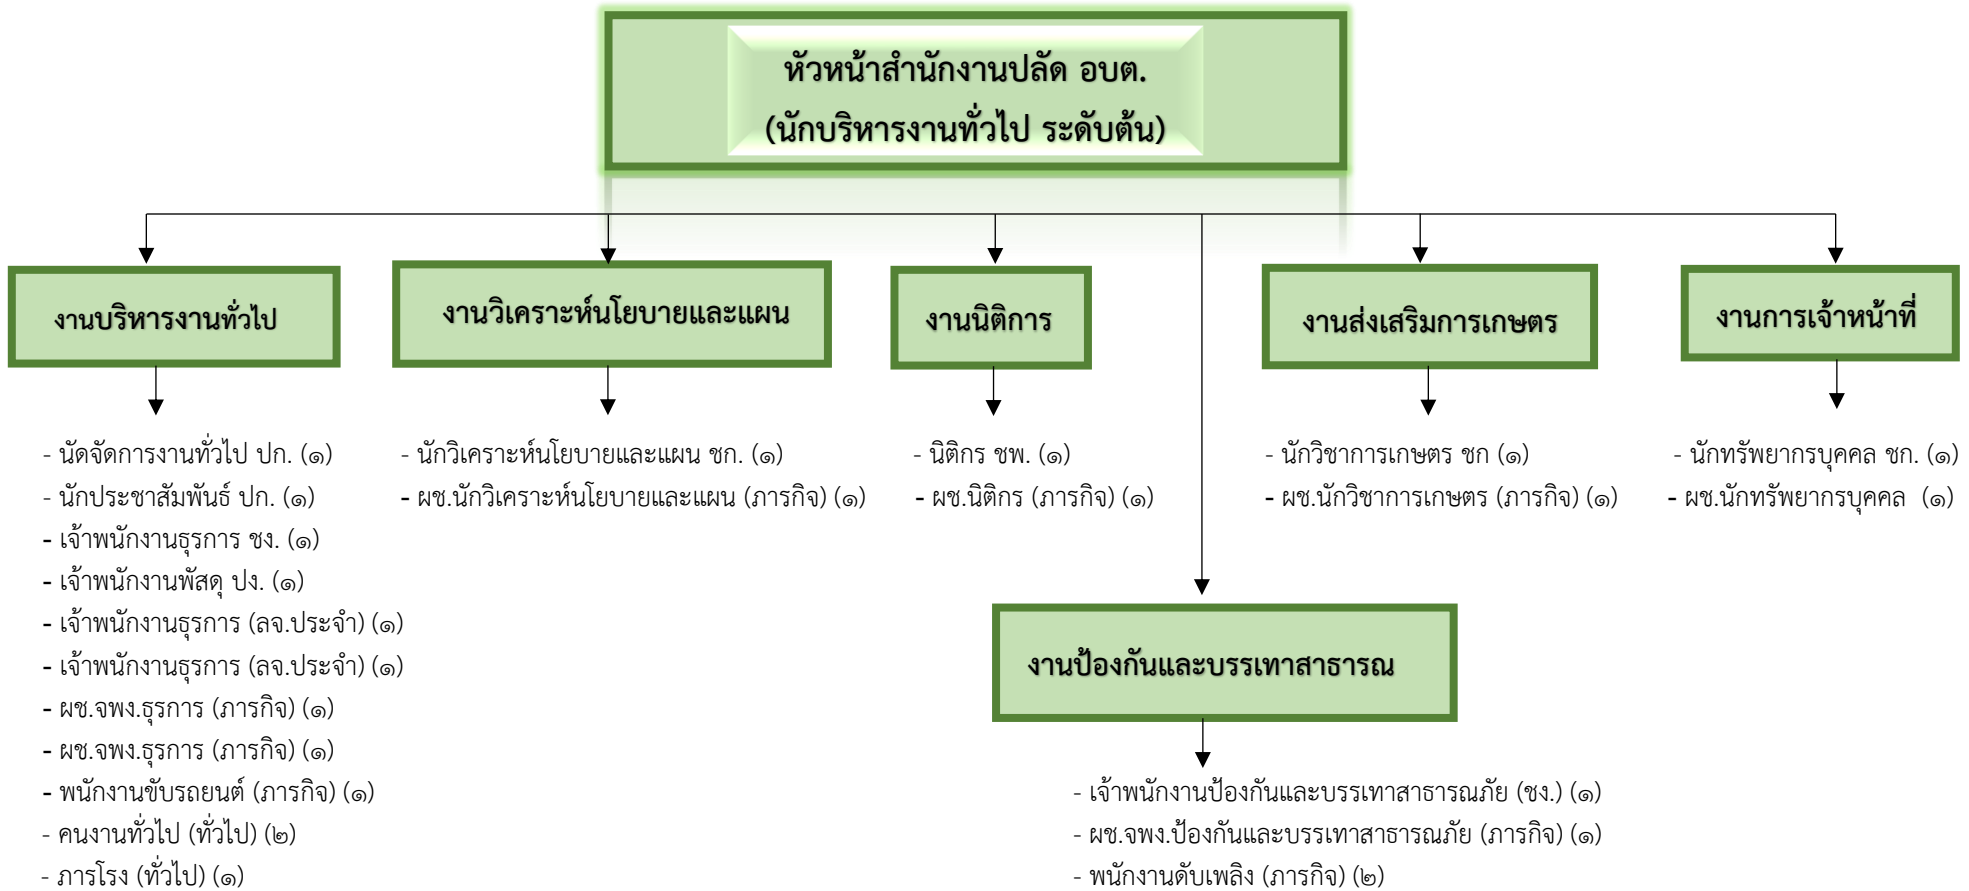 หัวหน้าสำนักงานปลัด อบต.
(นักบริหารงานทั่วไป ระดับต้น)
งานบริหารงานทั่วไป
งานวิเคราะห์นโยบายและแผน
งานนิติการ
งานส่งเสริมการเกษตร
งานการเจ้าหน้าที่
- นัดจัดการงานทั่วไป ปก. (๑)
- นักประชาสัมพันธ์ ปก. (๑)
- เจ้าพนักงานธุรการ ชง. (๑)
- เจ้าพนักงานพัสดุ ปง. (๑)
- เจ้าพนักงานธุรการ (ลจ.ประจำ) (๑)
- เจ้าพนักงานธุรการ (ลจ.ประจำ) (๑)
- ผช.จพง.ธุรการ (ภารกิจ) (๑)
- ผช.จพง.ธุรการ (ภารกิจ) (๑)
- พนักงานขับรถยนต์ (ภารกิจ) (๑)
- คนงานทั่วไป (ทั่วไป) (๒)
- ภารโรง (ทั่วไป) (๑)
- นักวิเคราะห์นโยบายและแผน ชก. (๑)
- ผช.นักวิเคราะห์นโยบายและแผน (ภารกิจ) (๑)
- นิติกร ชพ. (๑)
- ผช.นิติกร (ภารกิจ) (๑)
- นักวิชาการเกษตร ชก (๑)
- ผช.นักวิชาการเกษตร (ภารกิจ) (๑)
- นักทรัพยากรบุคคล ชก. (๑)
- ผช.นักทรัพยากรบุคคล (๑)
งานป้องกันและบรรเทาสาธารณ
- เจ้าพนักงานป้องกันและบรรเทาสาธารณภัย (ชง.) (๑)
- ผช.จพง.ป้องกันและบรรเทาสาธารณภัย (ภารกิจ) (๑)
- พนักงานดับเพลิง (ภารกิจ) (๒)